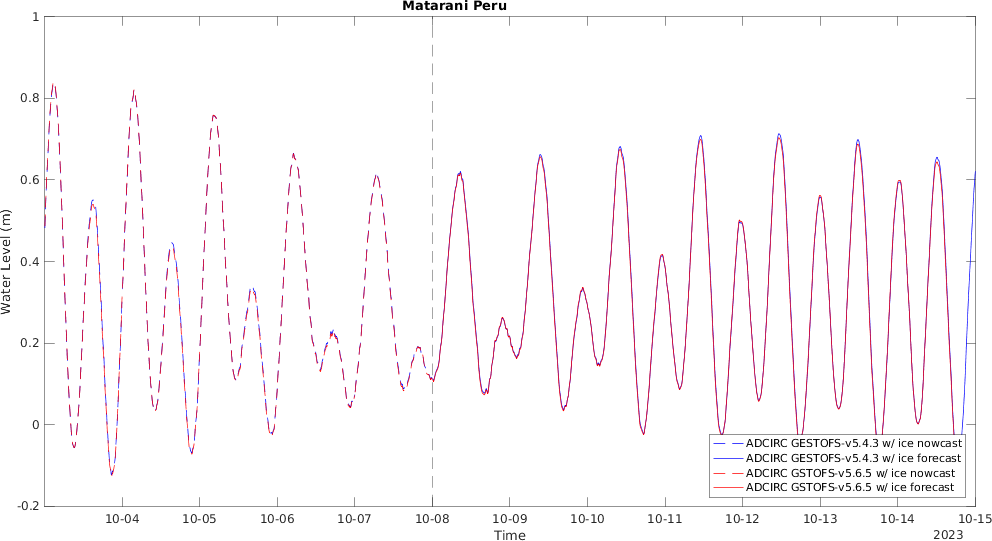 Matarani Peru
1
0.8
0.6
0.4
0.2
0
-0.2
Water Level (m)
ADCIRC GESTOFS-v5.4.3 w/ ice nowcast
ADCIRC GESTOFS-v5.4.3 w/ ice forecast
ADCIRC GSTOFS-v5.6.5 w/ ice nowcast
ADCIRC GSTOFS-v5.6.5 w/ ice forecast
10-04 10-05 10-06 10-07 10-08 10-09 10-10 10-11 10-12 10-13 10-14 10-15
Time 2023